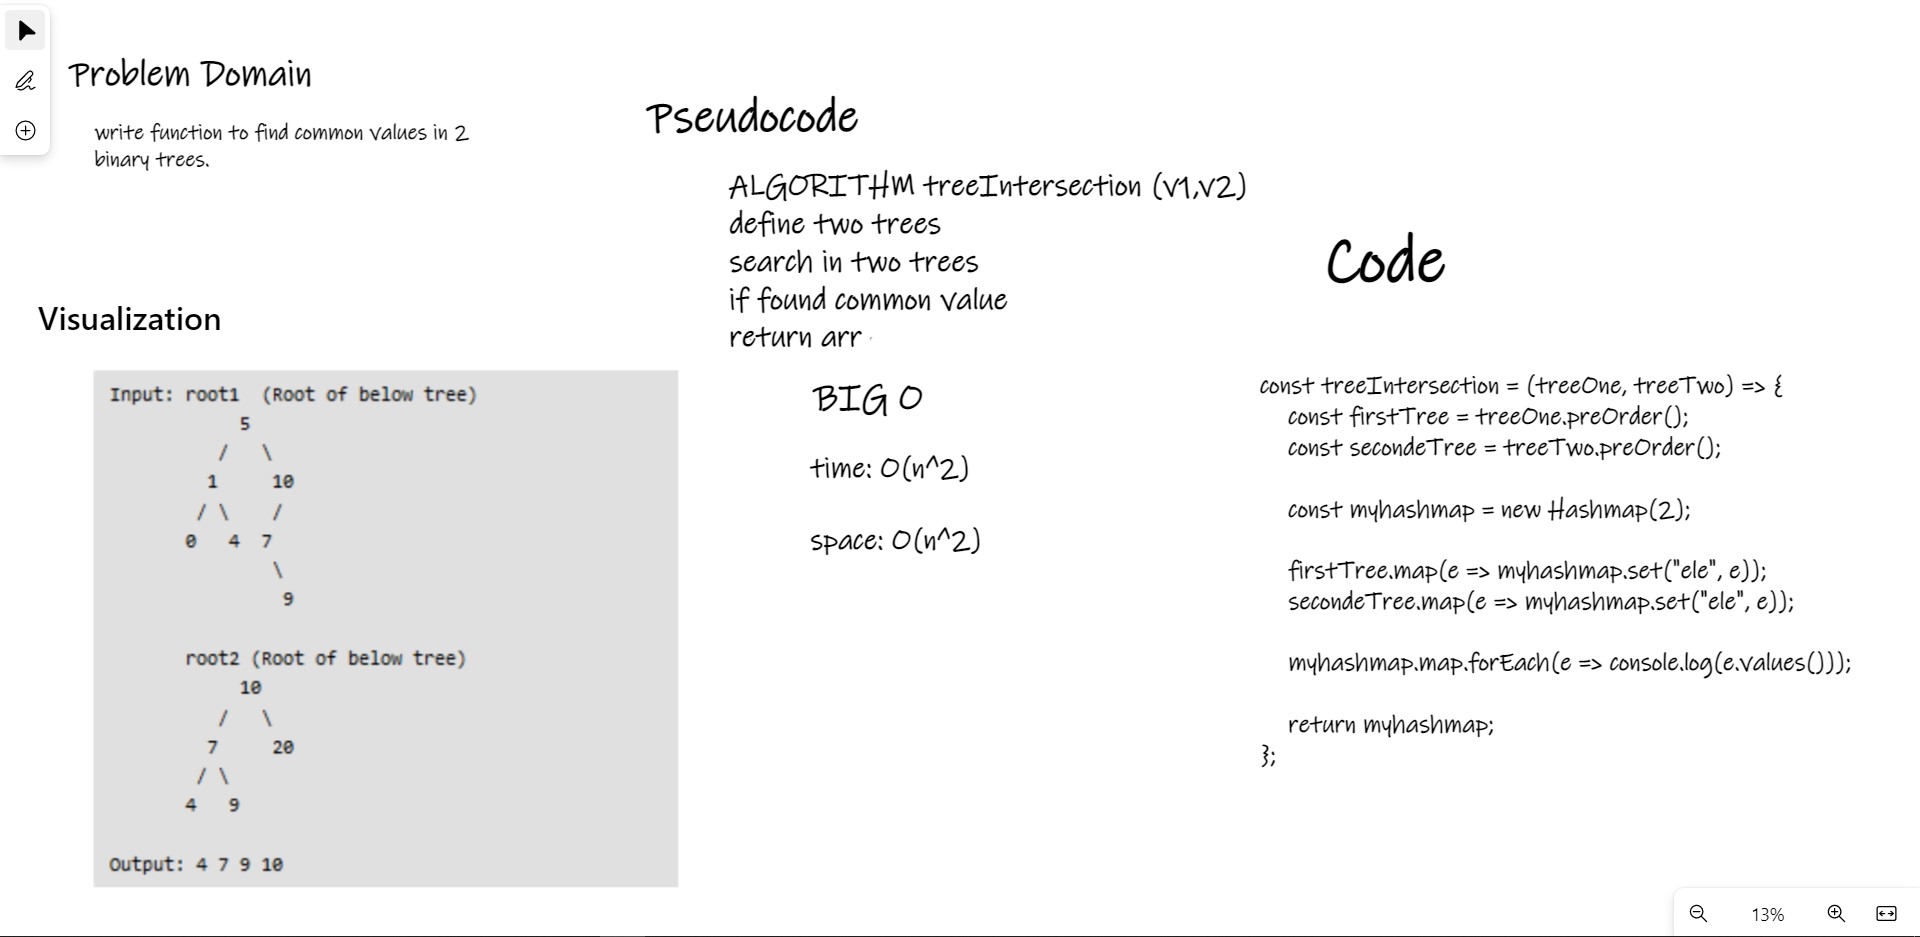 Problem Domain
write function to find common values in 2
binary trees.
Visualization
Input: root1 (Root of below tree)
5
/ \
1 10
/ \ /
0 4 7
\
9
root2 (Root of below tree)
10
/ \
7 20
/ \
4 9
Output: 4 7 9 10
Pseudocode
ALGORITHM treeIntersection (v1,v2)
define two trees
search in two trees
if found common value
return arr
BIG O
time: O(n^2)
space: O(n^2)
Code
const treeIntersection = (treeOne, treeTwo) => {
const firstTree = treeOne.preOrder();
const secondeTree = treeTwo.preOrder();
const myhashmap = new Hashmap(2);
firstTree.map(e => myhashmap.set("ele", e));
secondeTree.map(e => myhashmap.set("ele", e));
myhashmap.map.forEach(e => console.log(e.values()));
return myhashmap;
};
13%